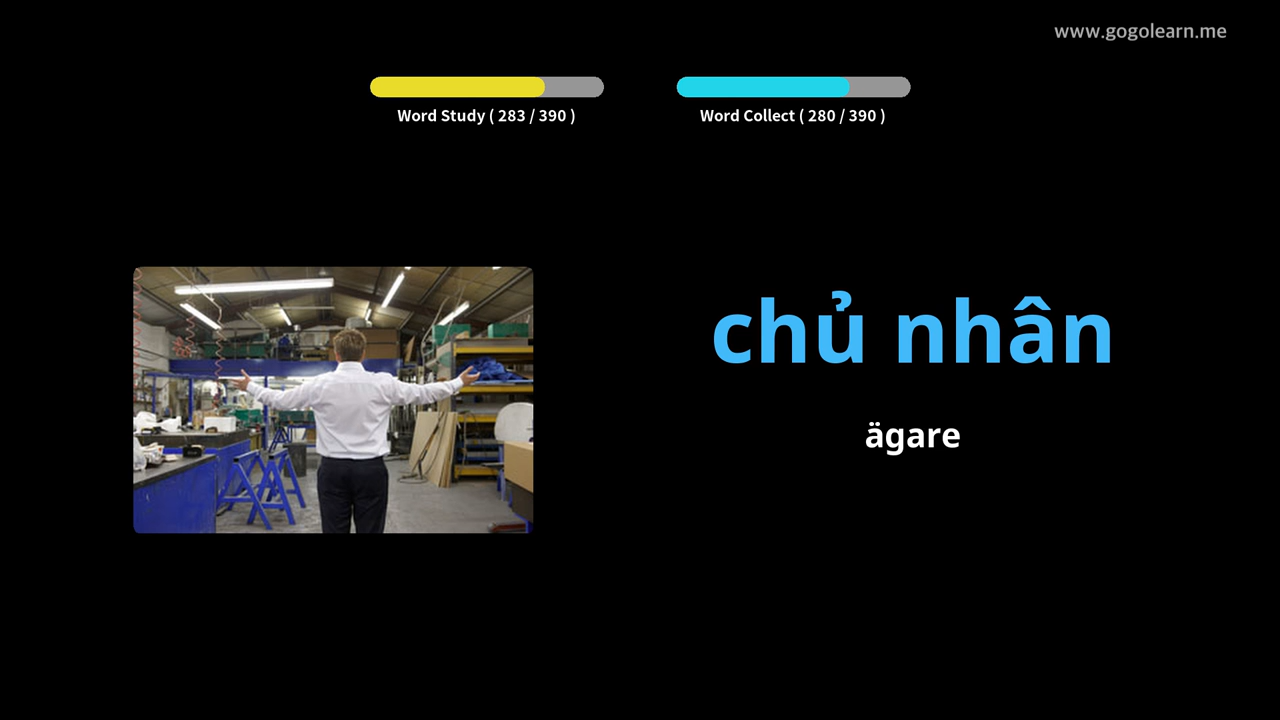 www.gogolearn.me
Word Study ( 283 / 390 )
Word Collect ( 280 / 390 )
chủ nhân
ägare